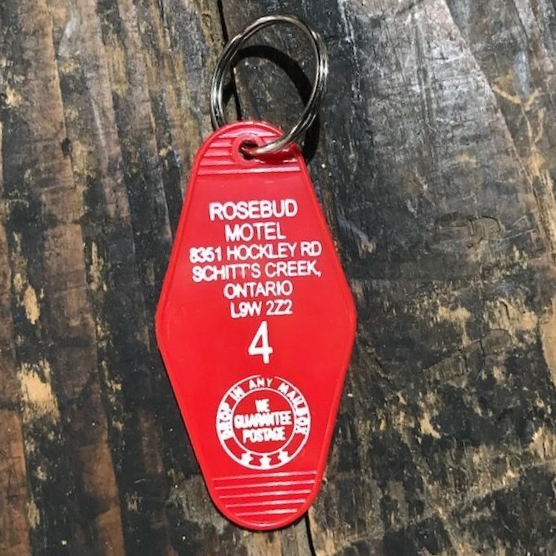 ROSEBUD
MOTEL
8351 HOCKLEY RD
SCHITT'S CREEK,
ONTARIO
L9W 2Z2
4
DROP IN ANY MAILBOX
WE
GUARANTEE
POSTAGE